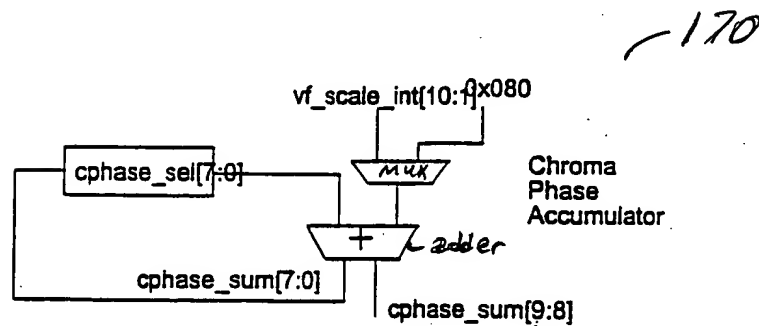 170
vf_scale_int[10:1]
0x080
MUX
cphase_sel[7:0]
Chroma
Phase
Accumulator
+
adder
cphase_sum[7:0]
cphase_sum[9:8]